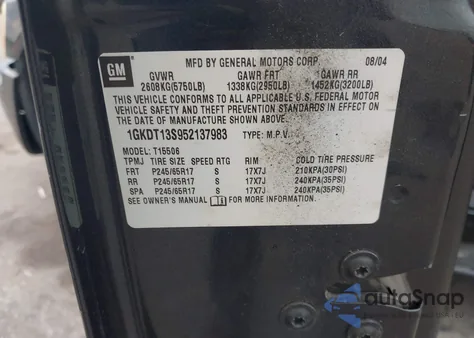 GM
MFD BY GENERAL MOTORS CORP. 08/04
GVWR GAWR FRT GAWR RR
2608KG(5750LB) 1338KG(2950LB) 1452KG(3200LB)
THIS VEHICLE CONFORMS TO ALL APPLICABLE U.S. FEDERAL MOTOR
VEHICLE SAFETY AND THEFT PREVENTION STANDARDS IN EFFECT ON
THE DATE OF MANUFACTURE SHOWN ABOVE.
1GKDT13S952137983 TYPE: M.P.V.
MODEL: T15506
TPMJ TIRE SIZE SPEED RTG RIM COLD TIRE PRESSURE
FRT P245/65R17 S 17X7J 210KPA(30PSI)
RR P245/65R17 S 17X7J 240KPA(35PSI)
SPA P245/65R17 S 17X7J 240KPA(35PSI)
SEE OWNER'S MANUAL FOR MORE INFORMATION.
autoSnap